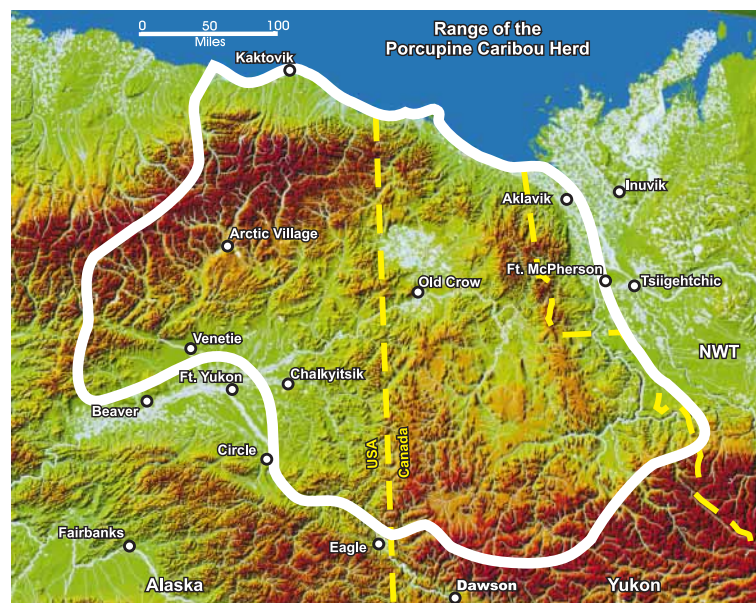 0 50 100
Miles
Range of the
Porcupine Caribou Herd
Kaktovik
Inuvik
Aklavik
Arctic Village
Ft. McPherson
Old Crow
Tsiigehtchic
Venetie
NWT
Ft. Yukon
Chalkyitsik
Beaver
Circle
USA
Canada
Fairbanks
Eagle
Alaska
Dawson
Yukon